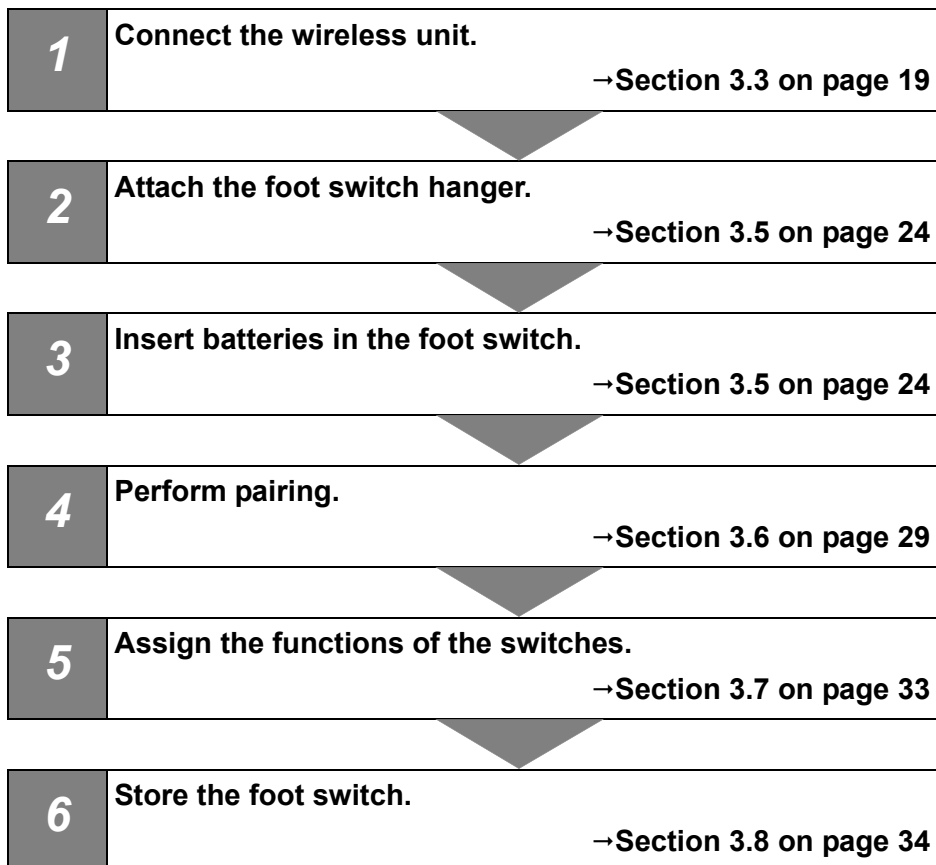 1
Connect the wireless unit.
→Section 3.3 on page 19
2
Attach the foot switch hanger.
→Section 3.5 on page 24
3
Insert batteries in the foot switch.
→Section 3.5 on page 24
4
Perform pairing.
→Section 3.6 on page 29
5
Assign the functions of the switches.
→Section 3.7 on page 33
6
Store the foot switch.
→Section 3.8 on page 34